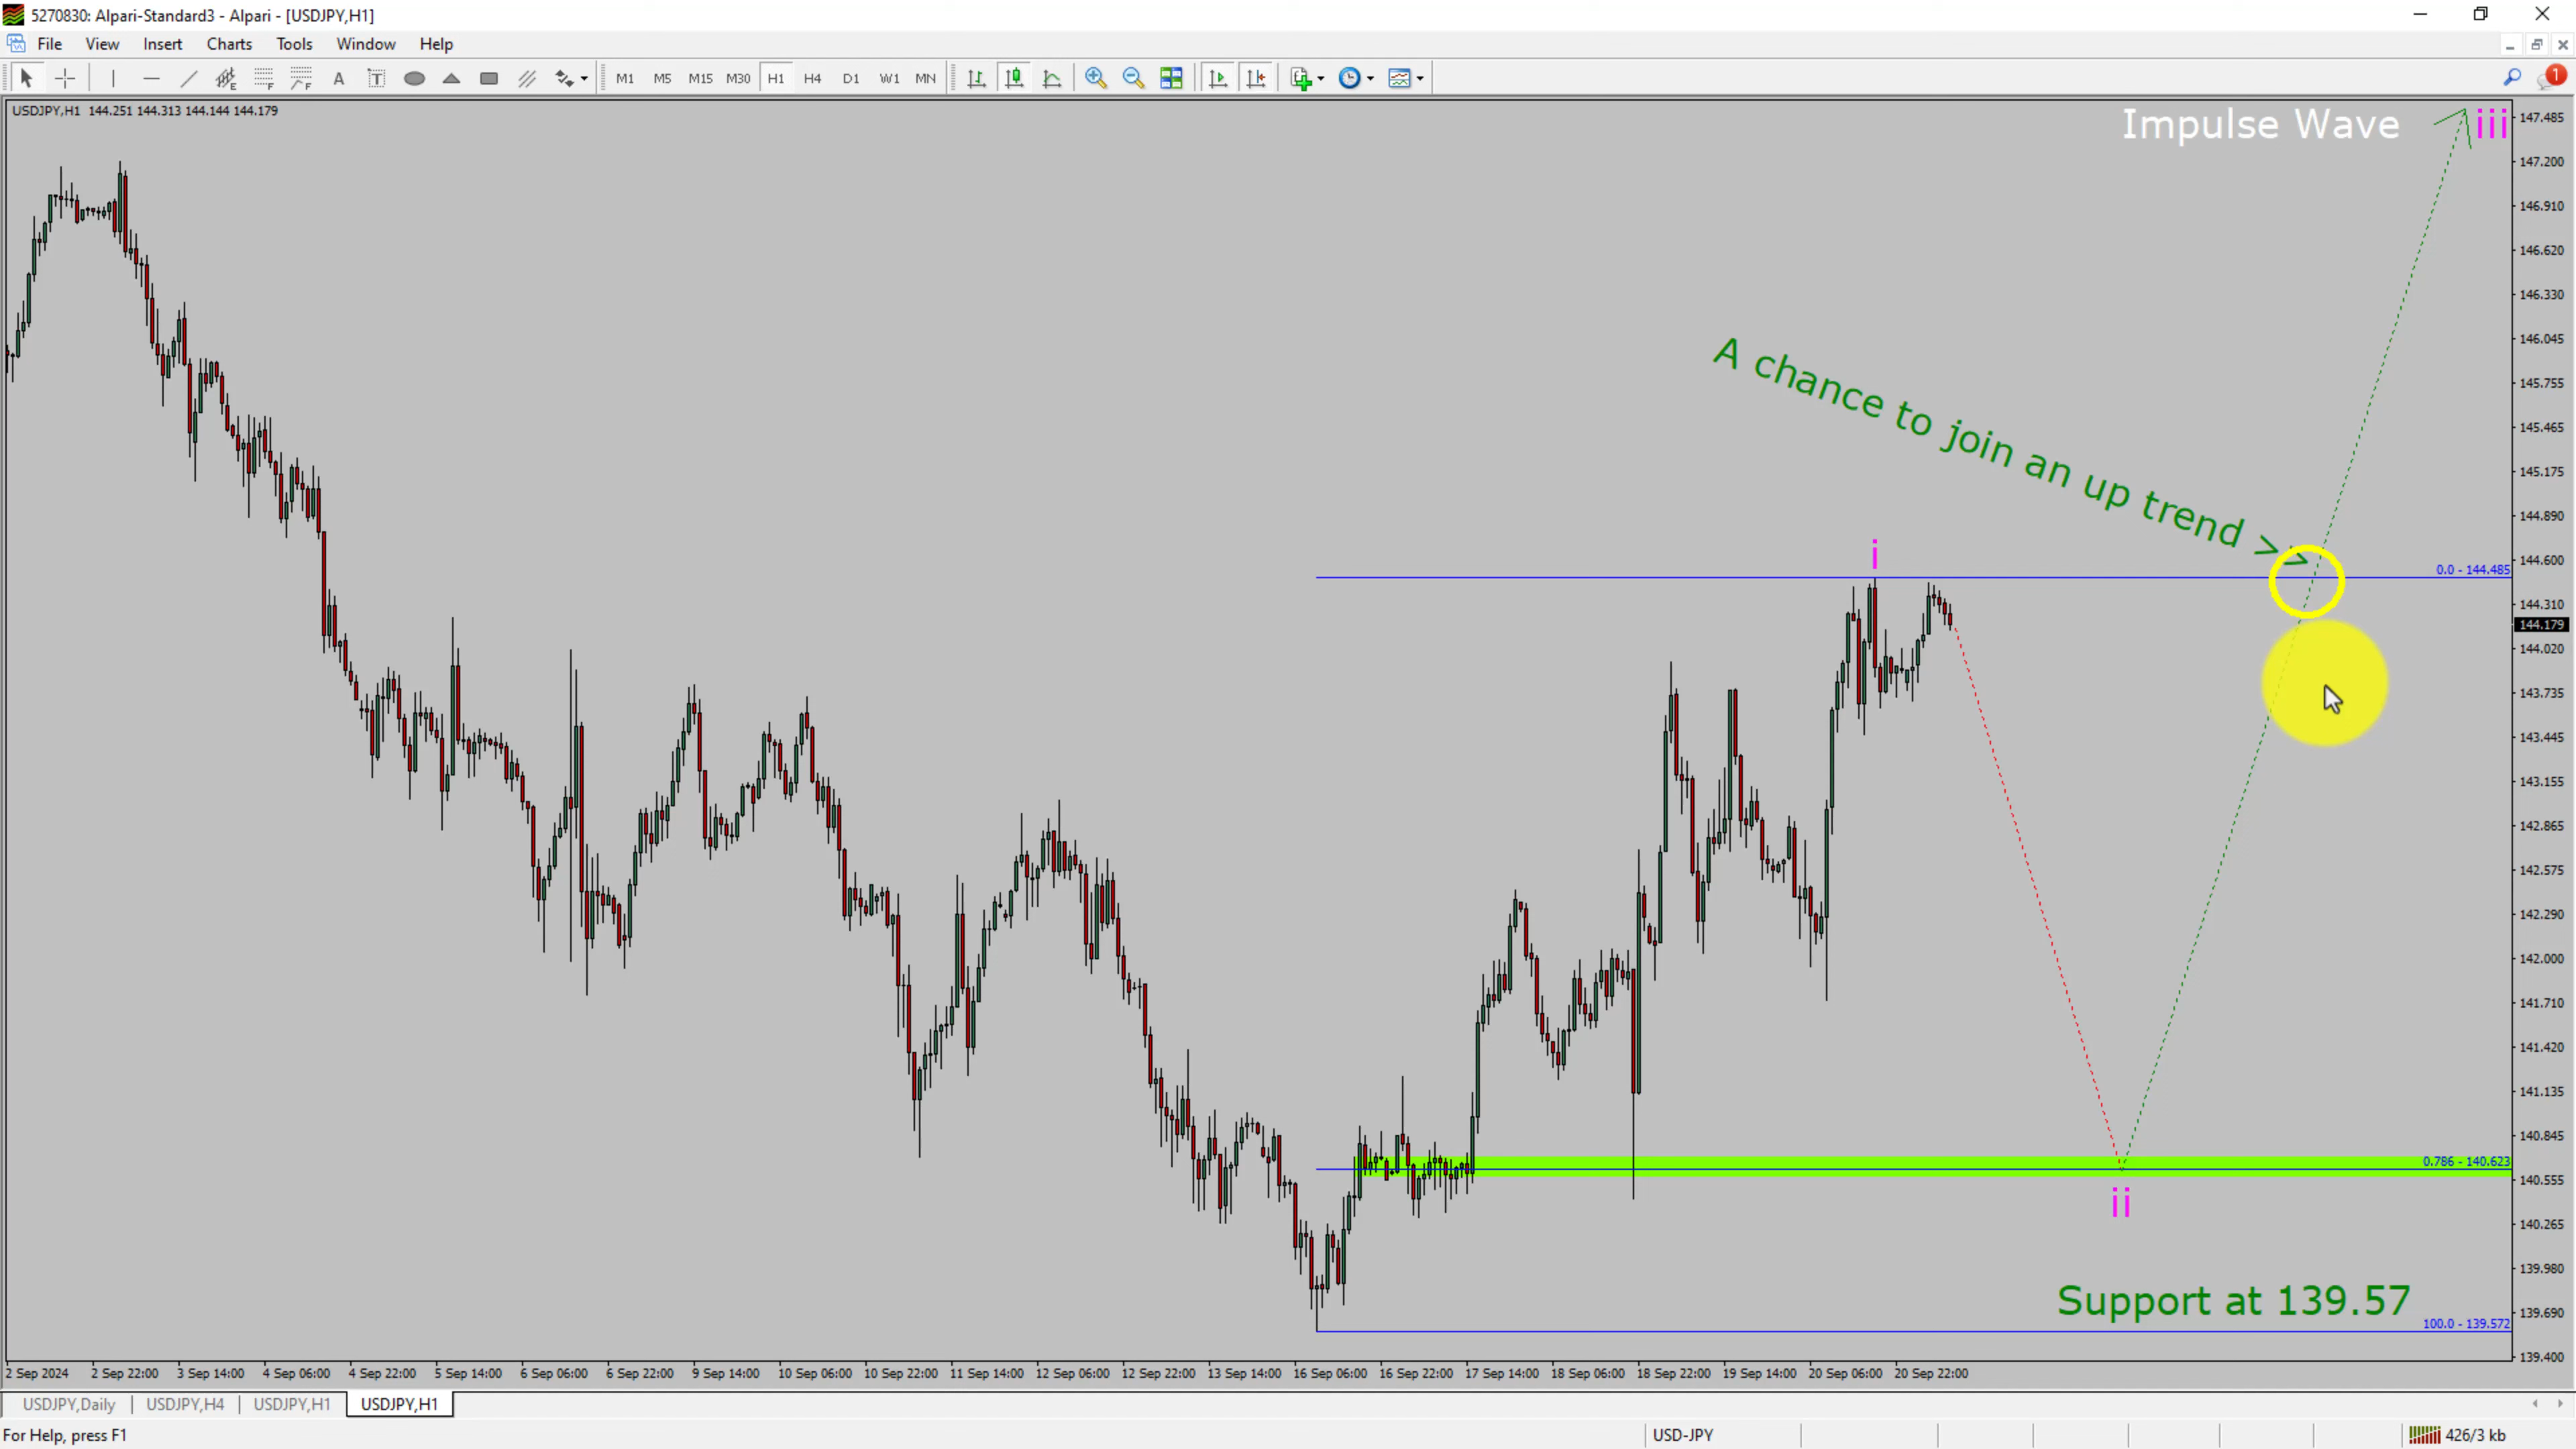 5270830: Alpari-Standard3 - Alpari - [USDJPY,H1]
File View Insert Charts Tools Window Help
A T M1 M5 M15 M30 H1 H4 D1 W1 MN 1
USDJPY,H1 144.251 144.313 144.144 144.179
Impulse Wave
iii
147.485
147.200
146.910
146.620
146.330
146.045
145.755
145.465
145.175
144.890
144.600
144.310
144.179
144.020
143.735
143.445
143.155
142.865
142.575
142.290
142.000
141.710
141.420
141.135
140.845
140.555
140.265
139.980
139.690
139.400
A chance to join an up trend > >
i
0.0 - 144.485
0.786 - 140.623
ii
Support at 139.57
100.0 - 139.572
2 Sep 2024 2 Sep 22:00 3 Sep 14:00 4 Sep 06:00 4 Sep 22:00 5 Sep 14:00 6 Sep 06:00 6 Sep 22:00 9 Sep 14:00 10 Sep 06:00 10 Sep 22:00 11 Sep 14:00 12 Sep 06:00 12 Sep 22:00 13 Sep 14:00 16 Sep 06:00 16 Sep 22:00 17 Sep 14:00 18 Sep 06:00 18 Sep 22:00 19 Sep 14:00 20 Sep 06:00 20 Sep 22:00
USDJPY,Daily USDJPY,H4 USDJPY,H1 USDJPY,H1
For Help, press F1
USD-JPY
426/3 kb